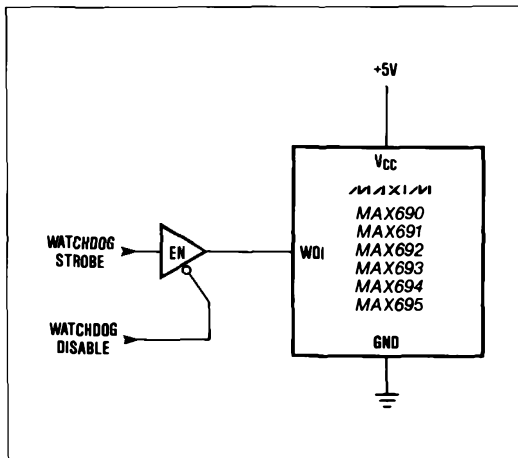 +5V
VCC
MAXIM
MAX690
MAX691
MAX692
MAX693
MAX694
MAX695
WATCHDOG
STROBE
EN
WDI
WATCHDOG
DISABLE
GND